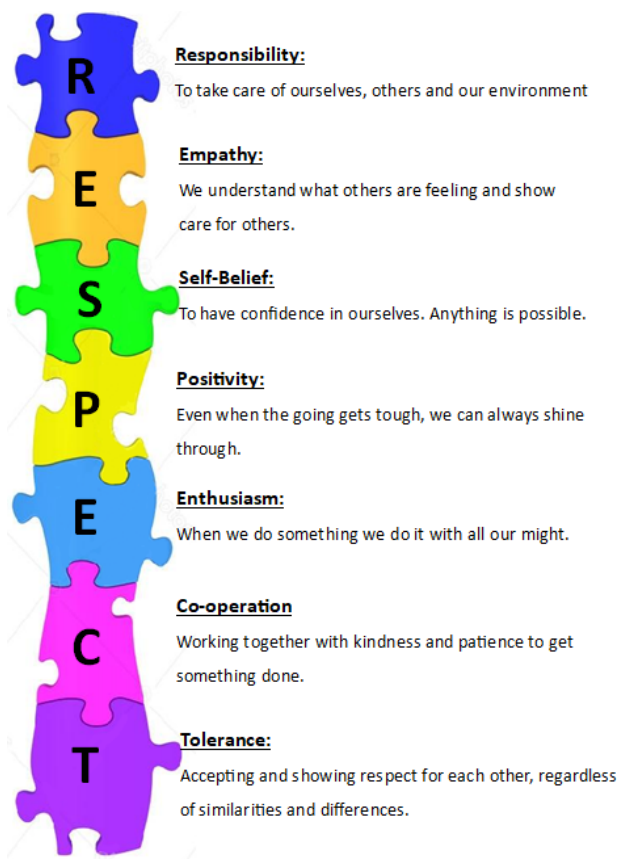 R
Responsibility:
To take care of ourselves, others and our environment
E
Empathy:
We understand what others are feeling and show
care for others.
S
Self-Belief:
To have confidence in ourselves. Anything is possible.
P
Positivity:
Even when the going gets tough, we can always shine
through.
E
Enthusiasm:
When we do something we do it with all our might.
C
Co-operation
Working together with kindness and patience to get
something done.
T
Tolerance:
Accepting and showing respect for each other, regardless
of similarities and differences.